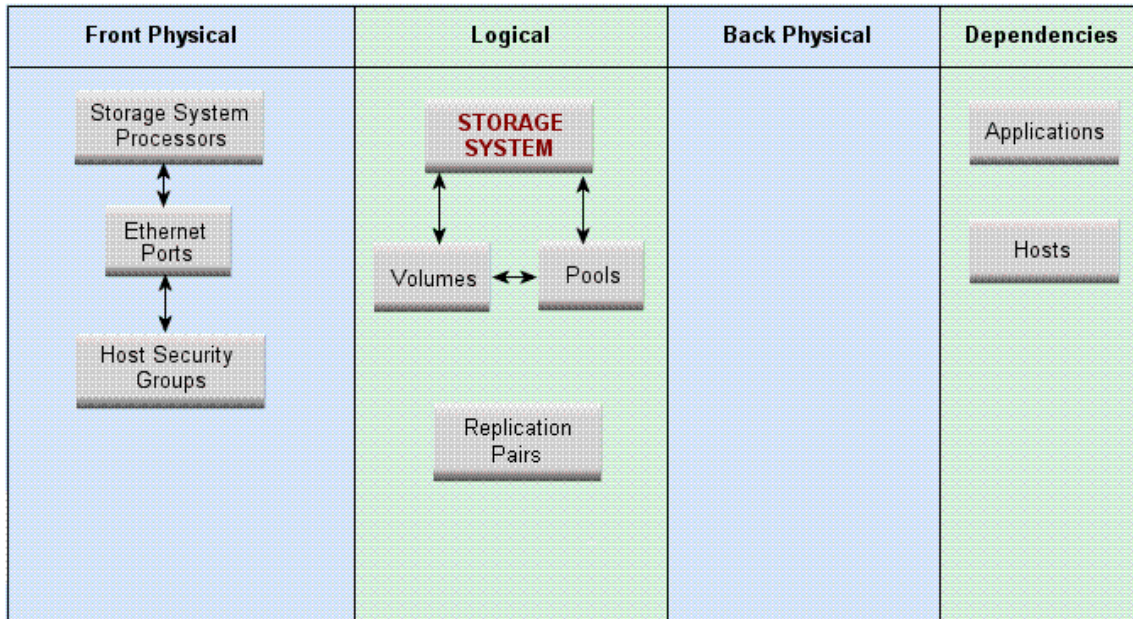 Front Physical
Logical
Back Physical
Dependencies
Storage System
Processors
Ethernet
Ports
Host Security
Groups
STORAGE
SYSTEM
Volumes
Pools
Replication
Pairs
Applications
Hosts